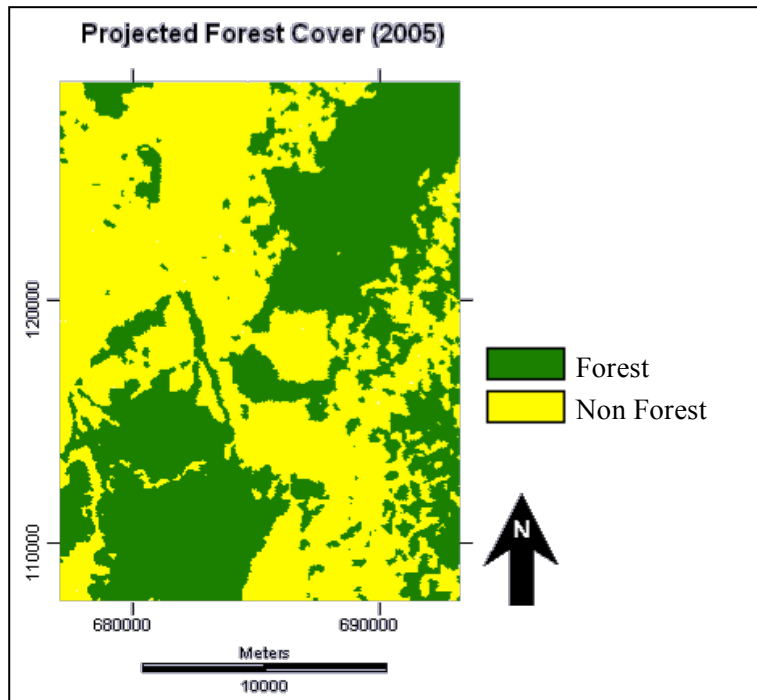 Projected Forest Cover (2005)
120000
110000
680000 690000
Forest
Non Forest
N
Meters
10000